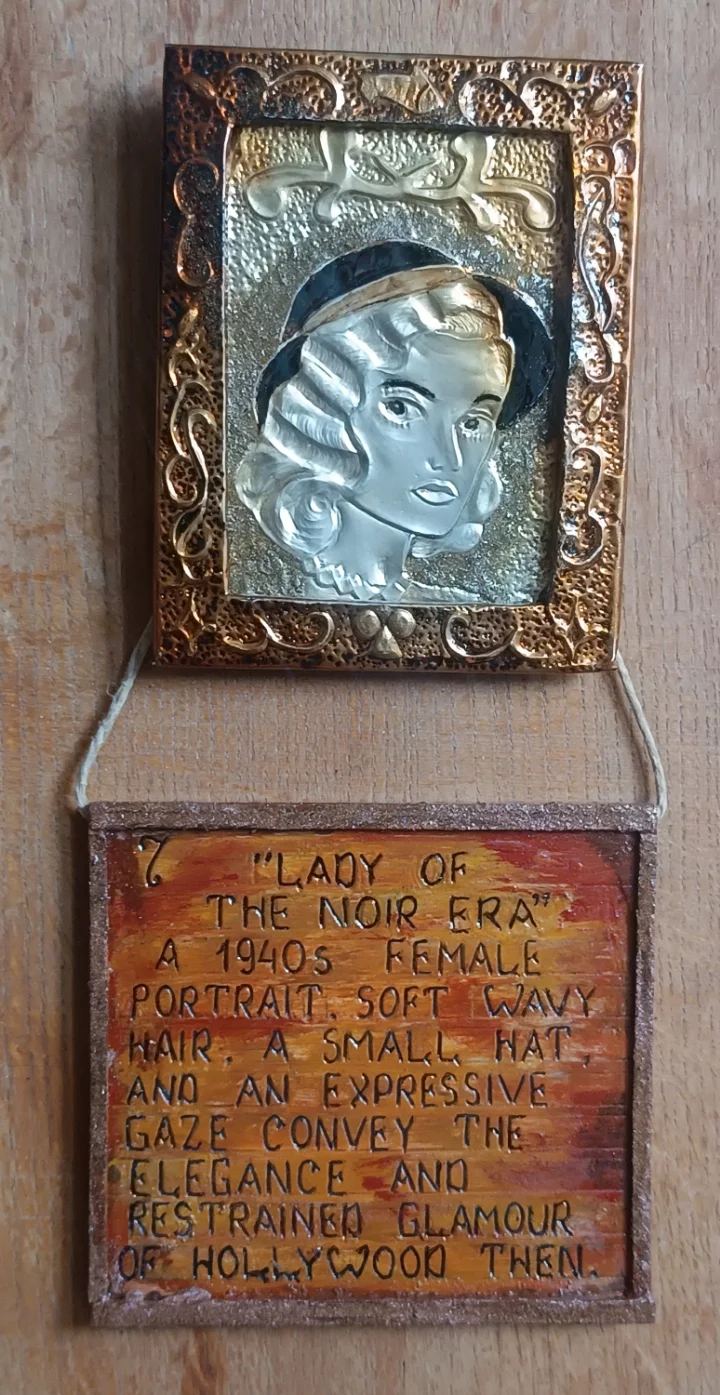 7 "LADY OF
THE NOIR ERA"
A 1940s FEMALE
PORTRAIT. SOFT WAVY
HAIR, A SMALL HAT,
AND AN EXPRESSIVE
GAZE CONVEY THE
ELEGANCE AND
RESTRAINED GLAMOUR
OF HOLLYWOOD THEN.